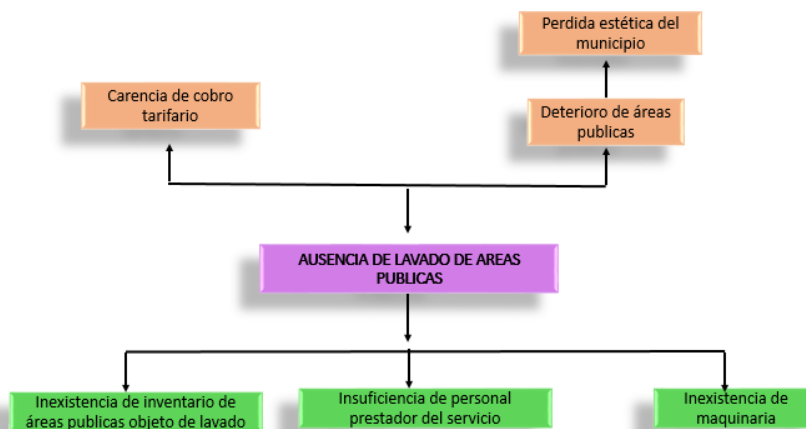 Perdida estética del
municipio
Carencia de cobro
tarifario
Deterioro de áreas
publicas
AUSENCIA DE LAVADO DE AREAS
PUBLICAS
Inexistencia de inventario de
áreas publicas objeto de lavado
Insuficiencia de personal
prestador del servicio
Inexistencia de
maquinaria